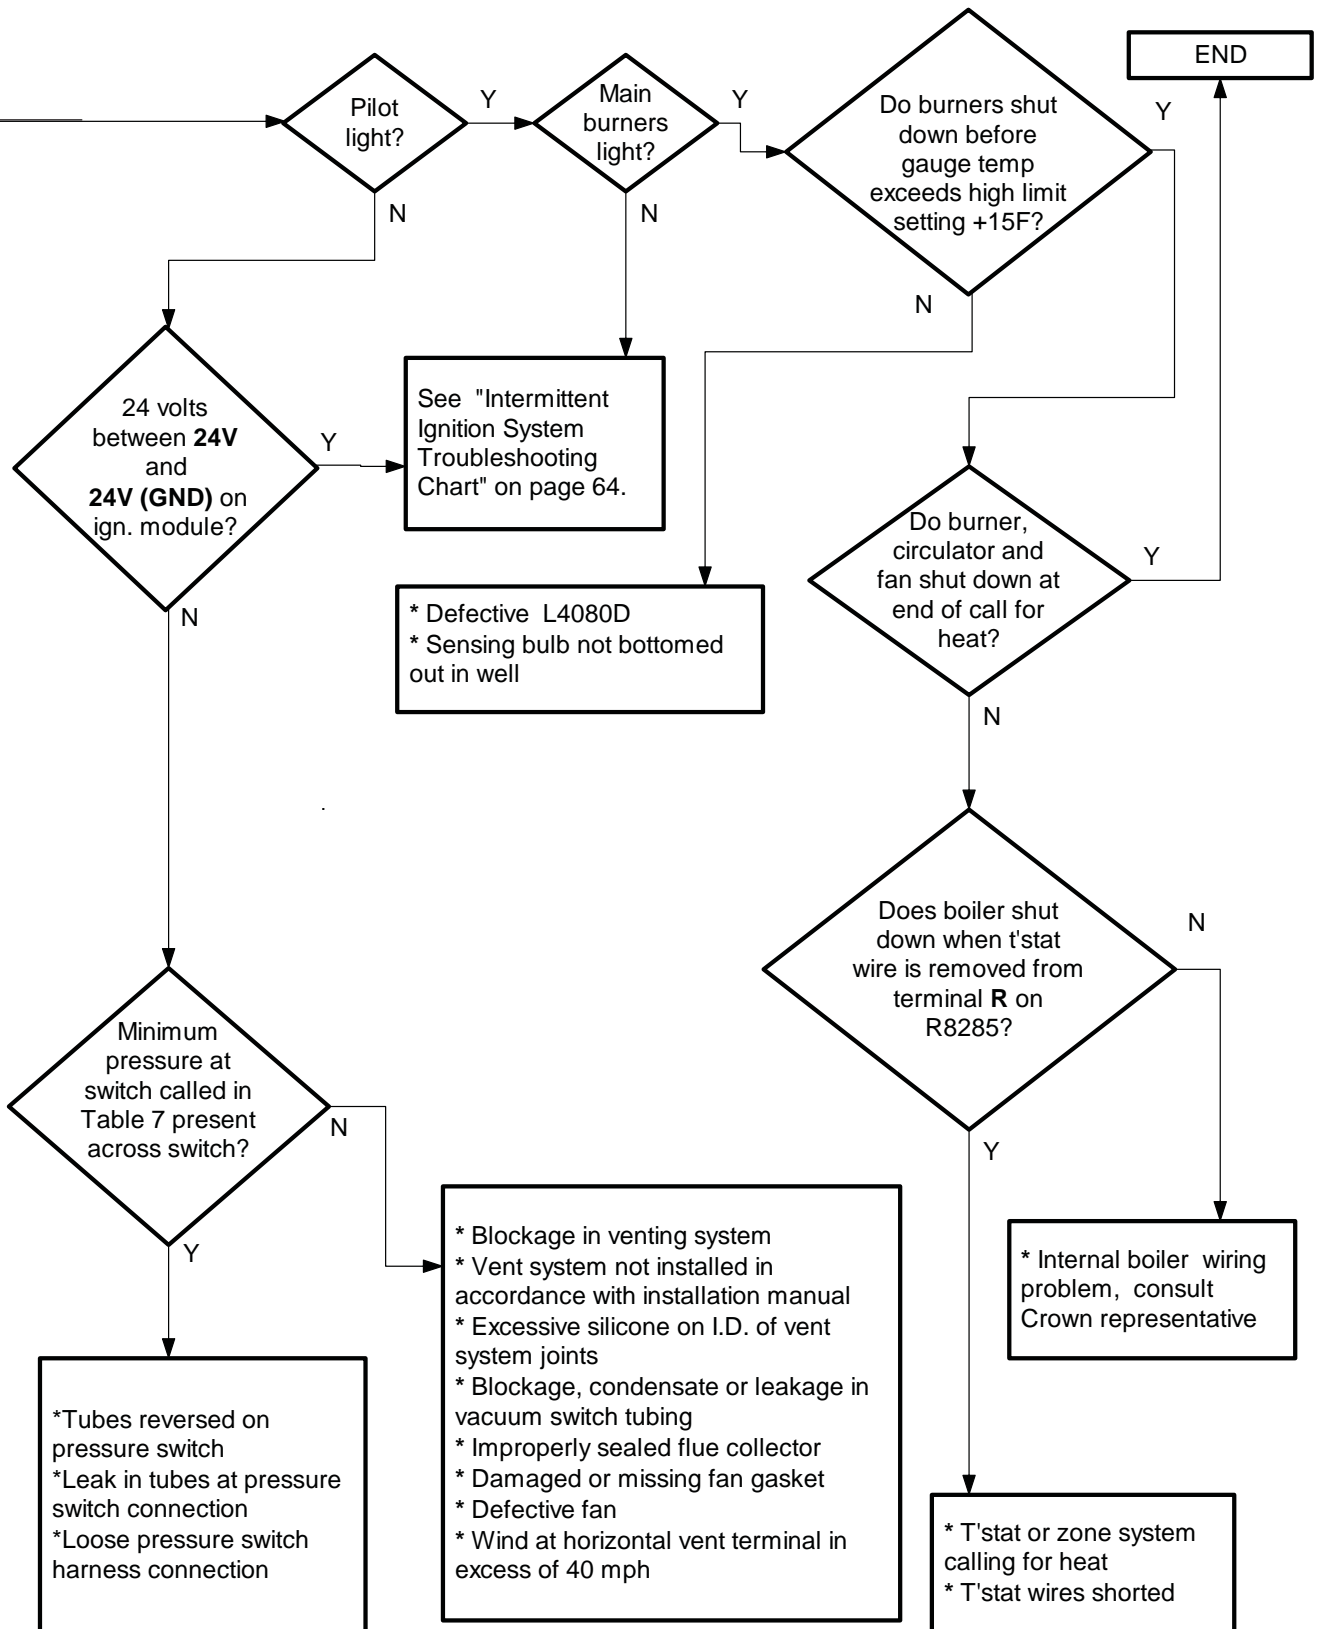 END
Pilot
light?
Y
Main
burners
light?
Y
Do burners shut
down before
gauge temp
exceeds high limit
setting +15F?
Y
N
N
N
24 volts
between 24V
and
24V (GND) on
ign. module?
Y
See "Intermittent
Ignition System
Troubleshooting
Chart" on page 64.
Do burner,
circulator and
fan shut down at
end of call for
heat?
Y
N
* Defective L4080D
* Sensing bulb not bottomed
out in well
N
Does boiler shut
down when t'stat
wire is removed from
terminal R on
R8285?
N
Minimum
pressure at
switch called in
Table 7 present
across switch?
N
Y
Y
* Blockage in venting system
* Vent system not installed in
accordance with installation manual
* Excessive silicone on I.D. of vent
system joints
* Blockage, condensate or leakage in
vacuum switch tubing
* Improperly sealed flue collector
* Damaged or missing fan gasket
* Defective fan
* Wind at horizontal vent terminal in
excess of 40 mph
* Internal boiler wiring
problem, consult
Crown representative
*Tubes reversed on
pressure switch
*Leak in tubes at pressure
switch connection
*Loose pressure switch
harness connection
* T'stat or zone system
calling for heat
* T'stat wires shorted